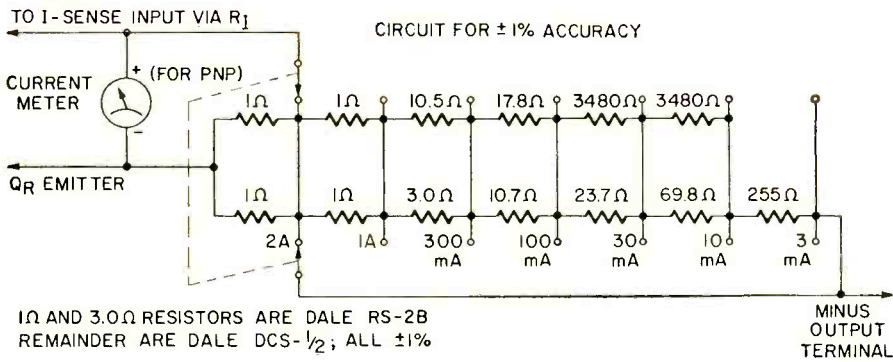 TO I-SENSE INPUT VIA RI
CIRCUIT FOR ±1% ACCURACY
+ (FOR PNP)
CURRENT
METER
-
QR EMITTER
1Ω 1Ω 10.5Ω 17.8Ω 3480Ω 3480Ω
1Ω 1Ω 3.0Ω 10.7Ω 23.7Ω 69.8Ω 255Ω
2A 1A 300 mA 100 mA 30 mA 10 mA 3 mA
1Ω AND 3.0Ω RESISTORS ARE DALE RS-2B
REMAINDER ARE DALE DCS-1/2; ALL ±1%
MINUS
OUTPUT
TERMINAL